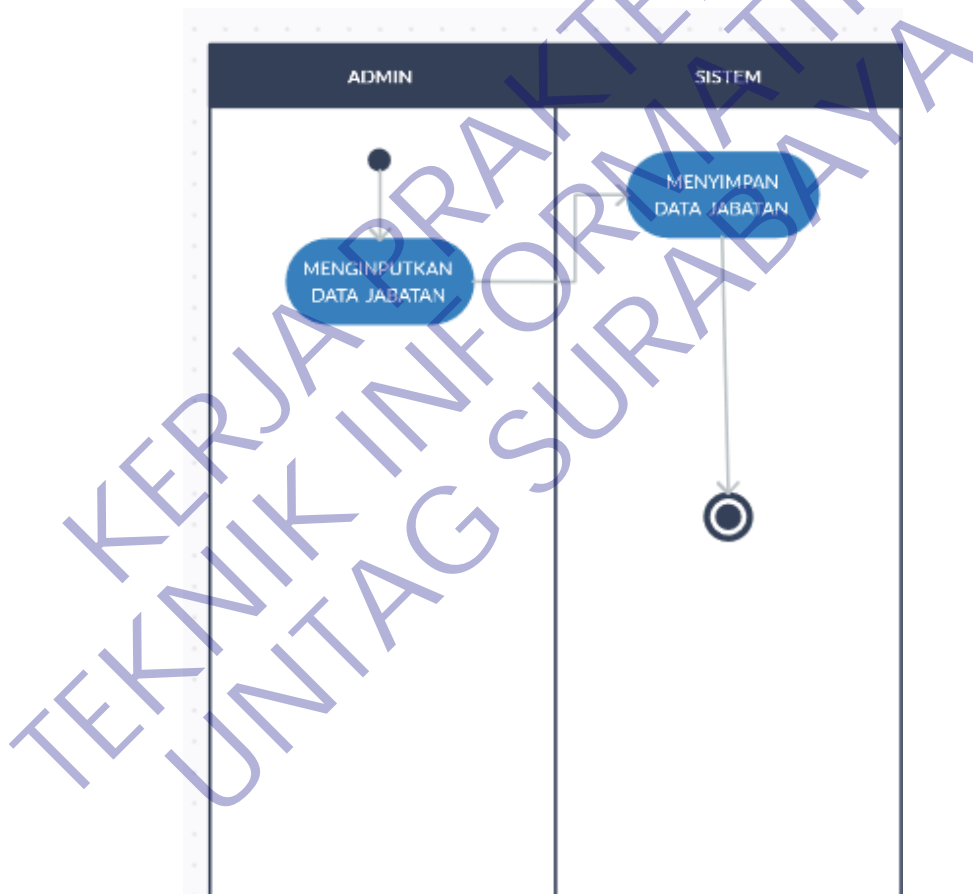 ADMIN
SISTEM
MENYIMPAN
DATA JABATAN
MENGINPUTKAN
DATA JABATAN
KERJA PRAKTEK
TEKNIK INFORMATIKA
UNTAG SURABAYA